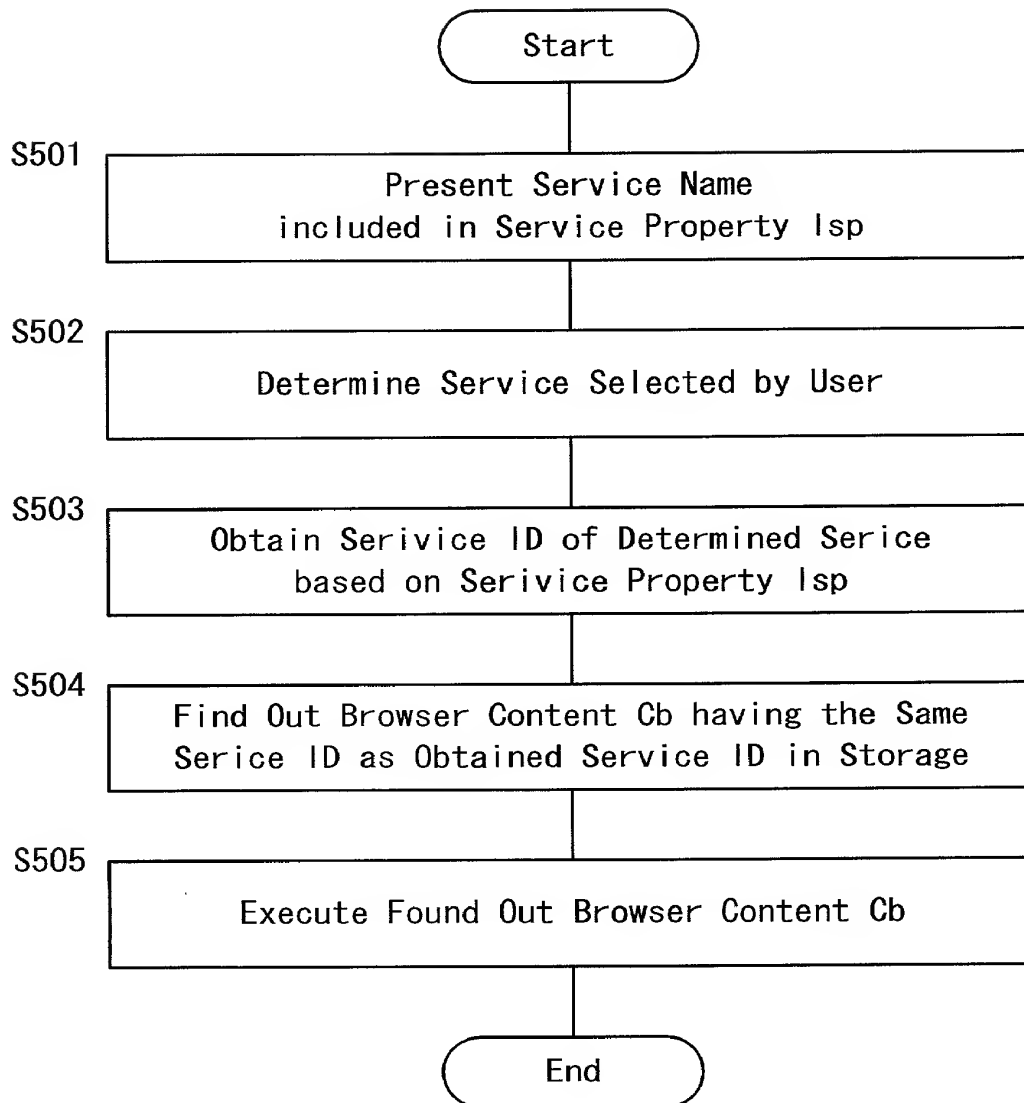 Start
S501
Present Service Name
included in Service Property Isp
S502
Determine Service Selected by User
S503
Obtain Serivice ID of Determined Serice
based on Serivice Property Isp
S504
Find Out Browser Content Cb having the Same
Serice ID as Obtained Service ID in Storage
S505
Execute Found Out Browser Content Cb
End